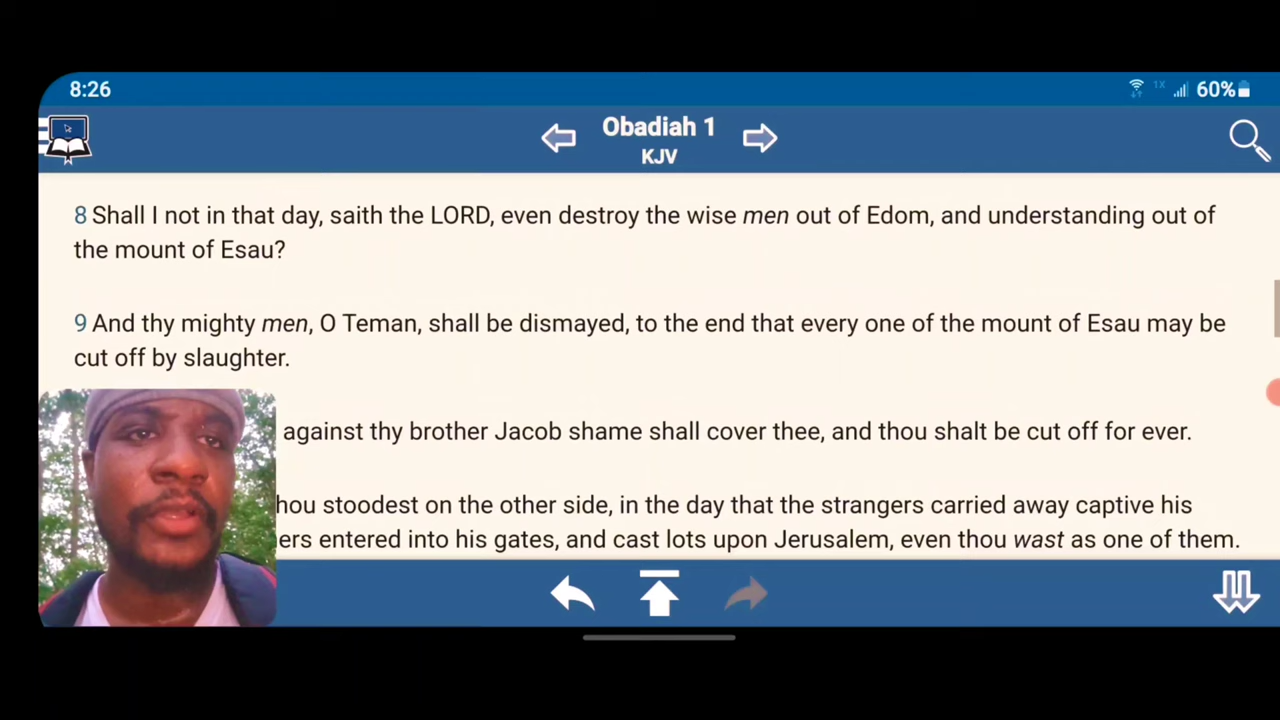 8:26
1X
60%
Obadiah 1
KJV
8 Shall I not in that day, saith the LORD, even destroy the wise men out of Edom, and understanding out of
the mount of Esau?
9 And thy mighty men, O Teman, shall be dismayed, to the end that every one of the mount of Esau may be
cut off by slaughter.
against thy brother Jacob shame shall cover thee, and thou shalt be cut off for ever.
hou stoodest on the other side, in the day that the strangers carried away captive his
ers entered into his gates, and cast lots upon Jerusalem, even thou wast as one of them.